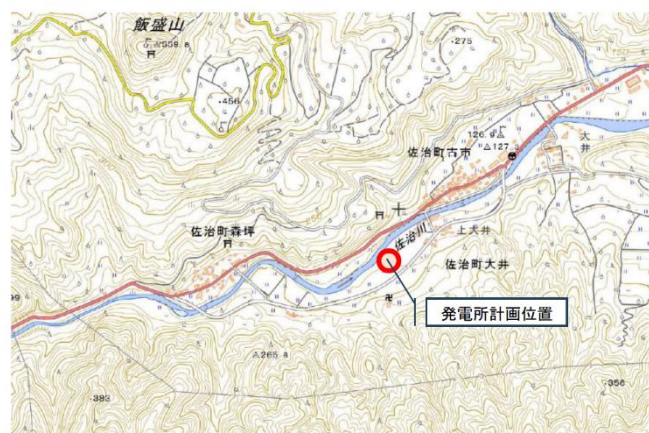 飯盛山
559.8
・275
・456
126.9
127.3
佐治町古市
大井
佐治町森坪
佐治川
上大井
佐治町大井
発電所計画位置
265.8
・383
・356